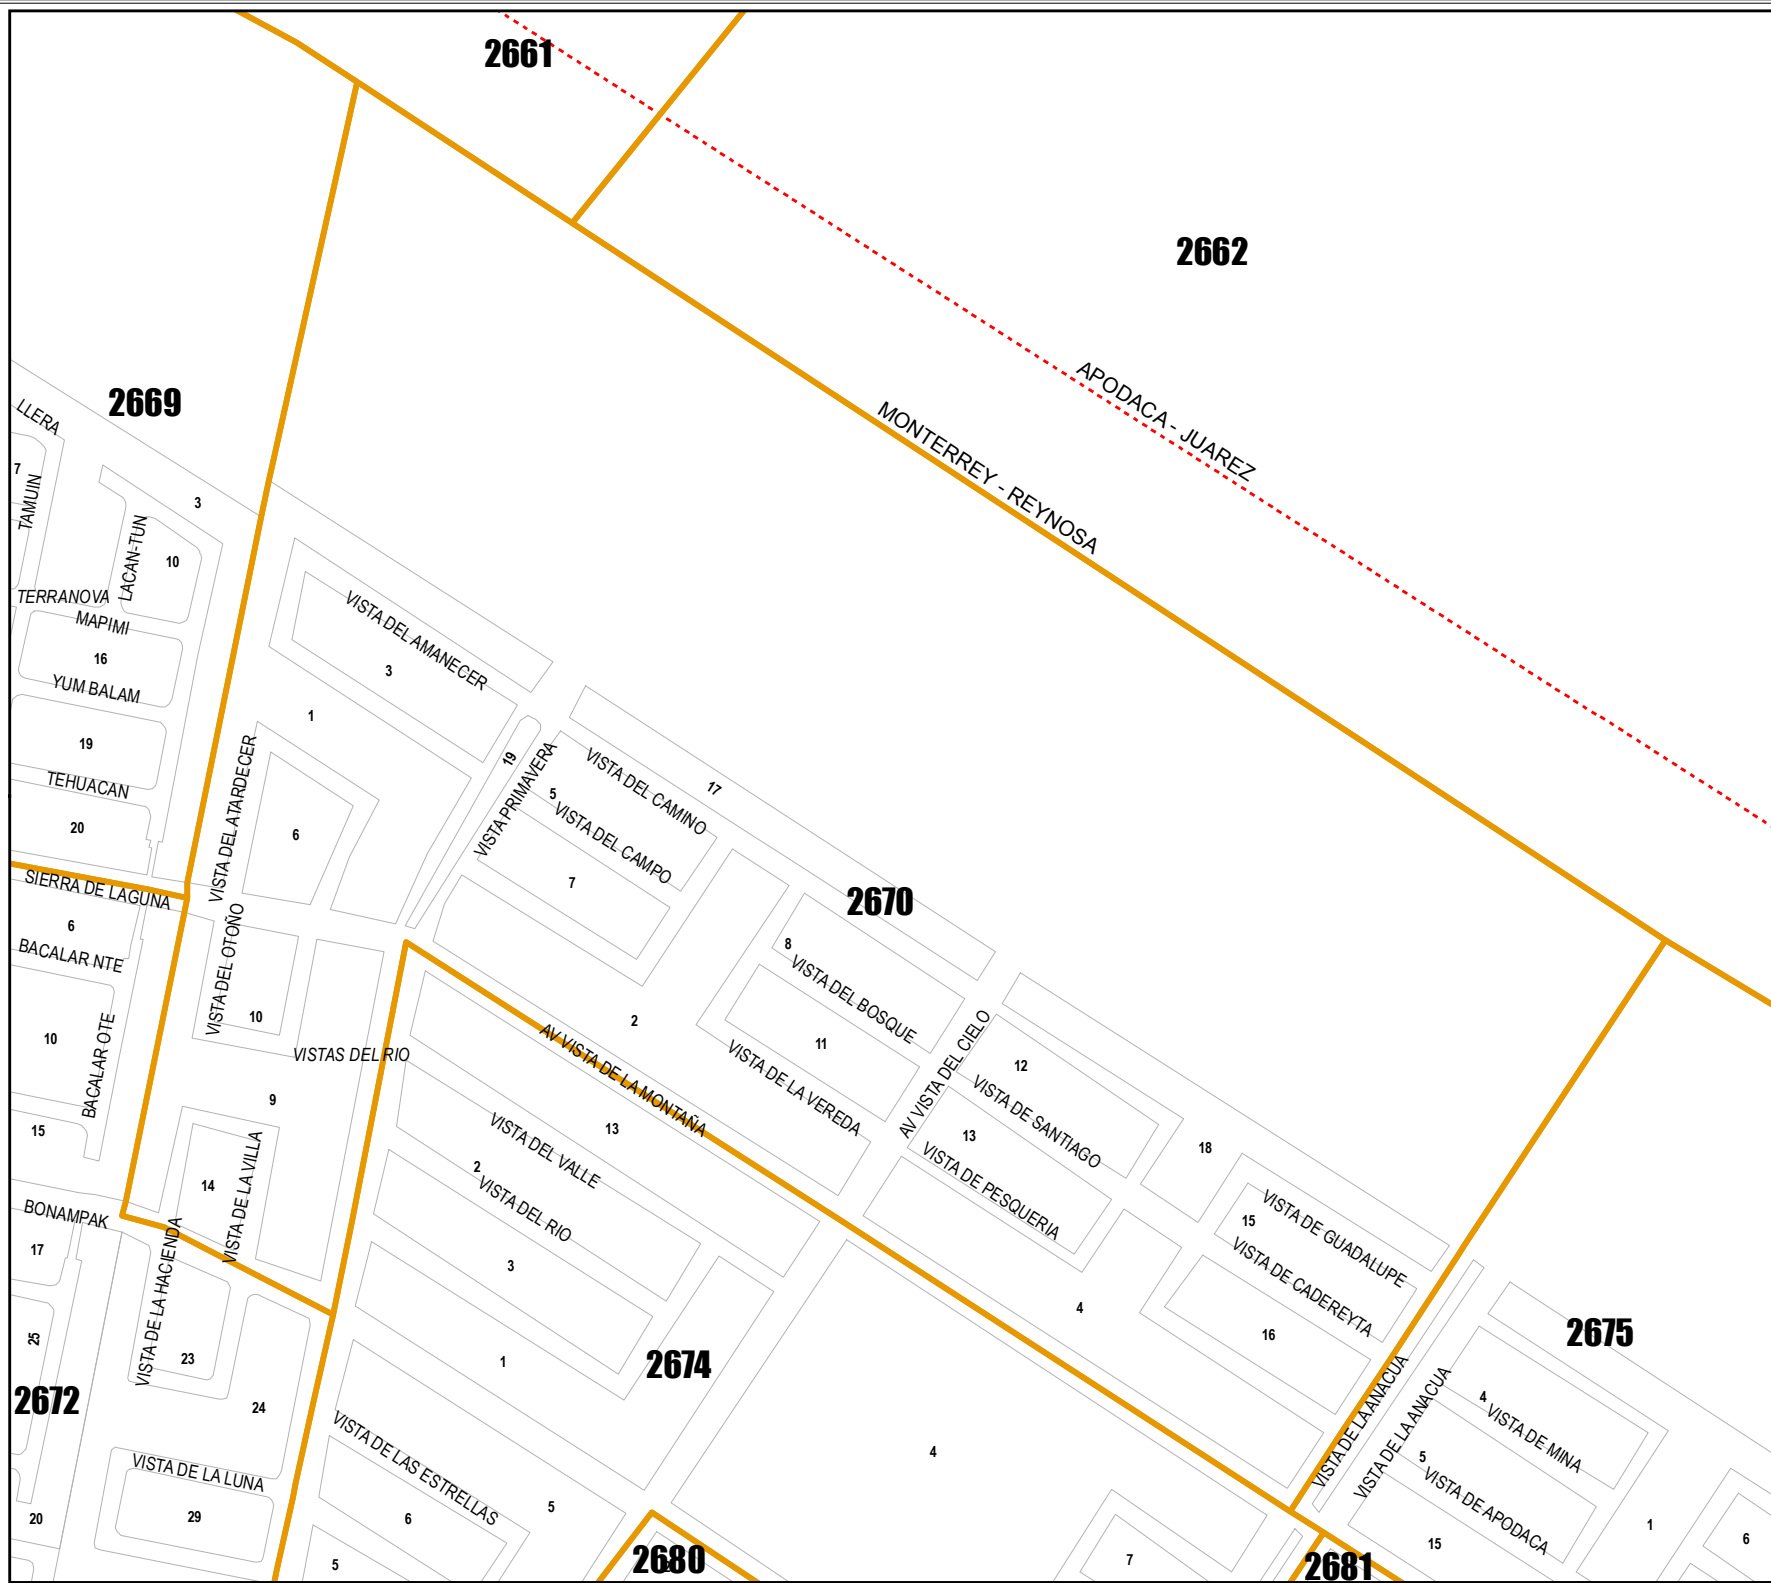 2661
2662
APODACA - JUAREZ
MONTERREY - REYNOSA
2669
LLERA
7
TAMUIN
3
LACAN-TUN
10
TERRANOVA
MAPIMI
16
YUM BALAM
19
TEHUACAN
20
SIERRA DE LAGUNA
6
BACALAR NTE
10
BACALAR OTE
15
BONAMPAK
17
25
2672
20
VISTA DEL AMANECER
3
1
VISTA DEL ATARDECER
6
19
VISTA PRIMAVERA
5
VISTA DEL CAMINO
17
VISTA DEL CAMPO
7
2670
VISTA DEL OTOÑO
10
VISTAS DEL RIO
9
14
VISTA DE LA VILLA
VISTA DE LA HACIENDA
23
24
VISTA DE LA LUNA
29
2
AV VISTA DE LA MONTAÑA
13
8
VISTA DEL BOSQUE
11
VISTA DE LA VEREDA
AV VISTA DEL CIELO
12
VISTA DE SANTIAGO
13
VISTA DE PESQUERIA
18
15
VISTA DE GUADALUPE
VISTA DE CADEREYTA
16
4
VISTA DEL VALLE
2
VISTA DEL RIO
3
1
2674
VISTA DE LAS ESTRELLAS
5
6
5
4
2680
7
2675
VISTA DE LA ANACUA
VISTA DE LA ANACUA
4
VISTA DE MINA
5
VISTA DE APODACA
15
1
6
2681